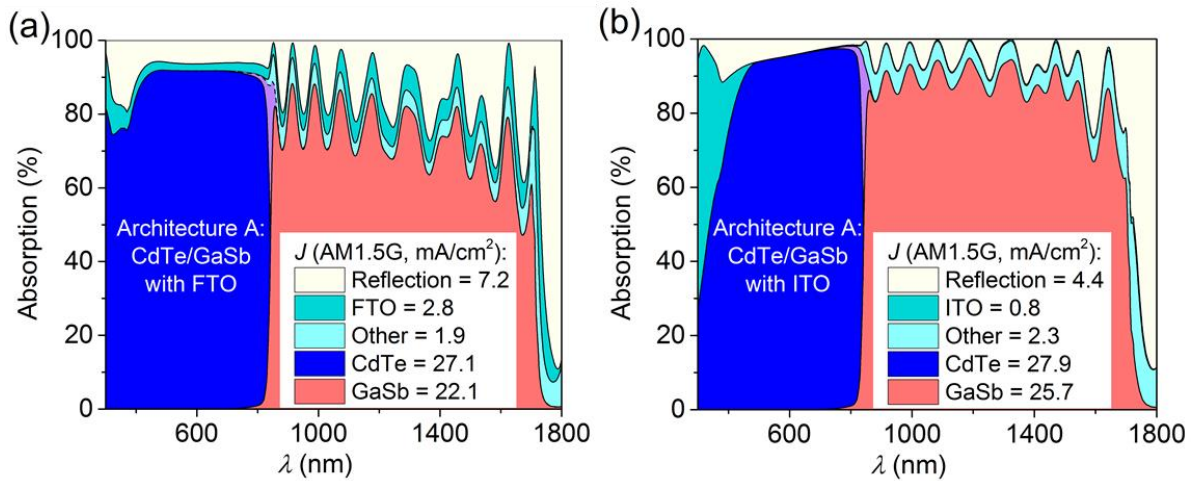 (a)
100
80
60
40
20
0
Absorption (%)
Architecture A:
CdTe/GaSb
with FTO
J (AM1.5G, mA/cm²):
Reflection = 7.2
FTO = 2.8
Other = 1.9
CdTe = 27.1
GaSb = 22.1
600 1000 1400 1800
λ (nm)
(b)
100
80
60
40
20
0
Absorption (%)
Architecture A:
CdTe/GaSb
with ITO
J (AM1.5G, mA/cm²):
Reflection = 4.4
ITO = 0.8
Other = 2.3
CdTe = 27.9
GaSb = 25.7
600 1000 1400 1800
λ (nm)